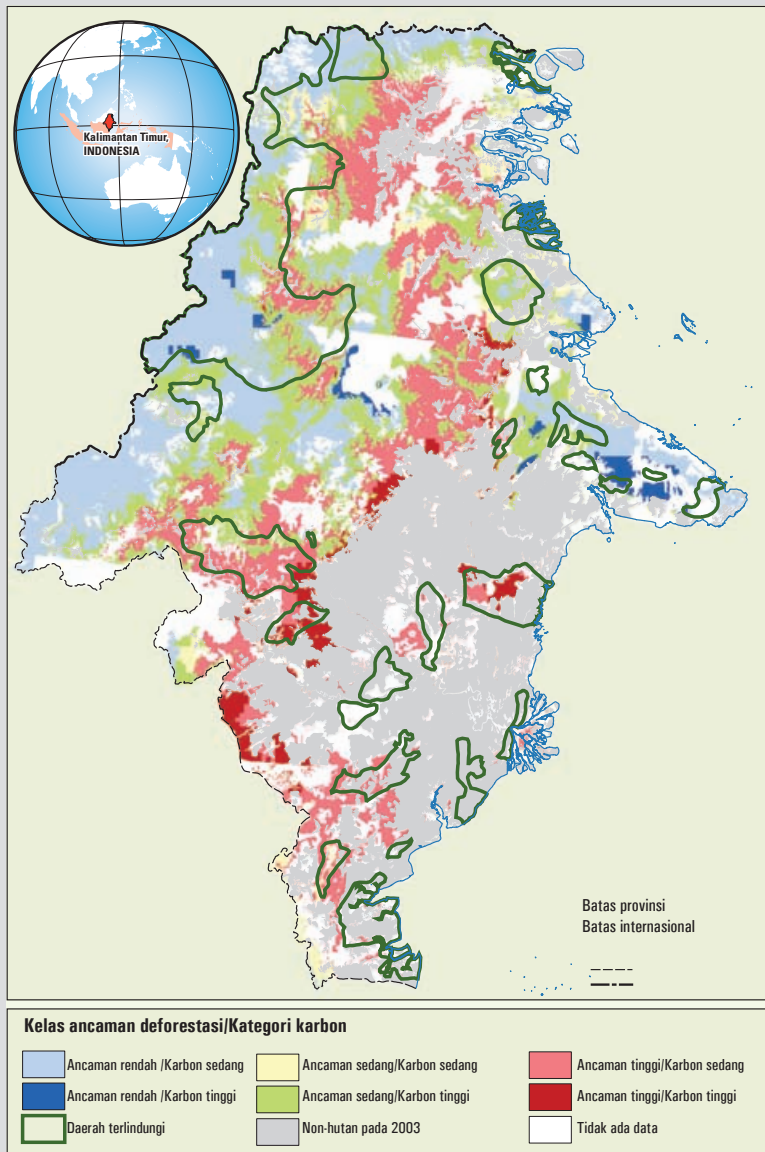 Kalimantan Timur,
INDONESIA
Batas provinsi
Batas internasional
Kelas ancaman deforestasi/Kategori karbon
Ancaman rendah /Karbon sedang
Ancaman rendah /Karbon tinggi
Daerah terlindungi
Ancaman sedang/Karbon sedang
Ancaman sedang/Karbon tinggi
Non-hutan pada 2003
Ancaman tinggi/Karbon sedang
Ancaman tinggi/Karbon tinggi
Tidak ada data